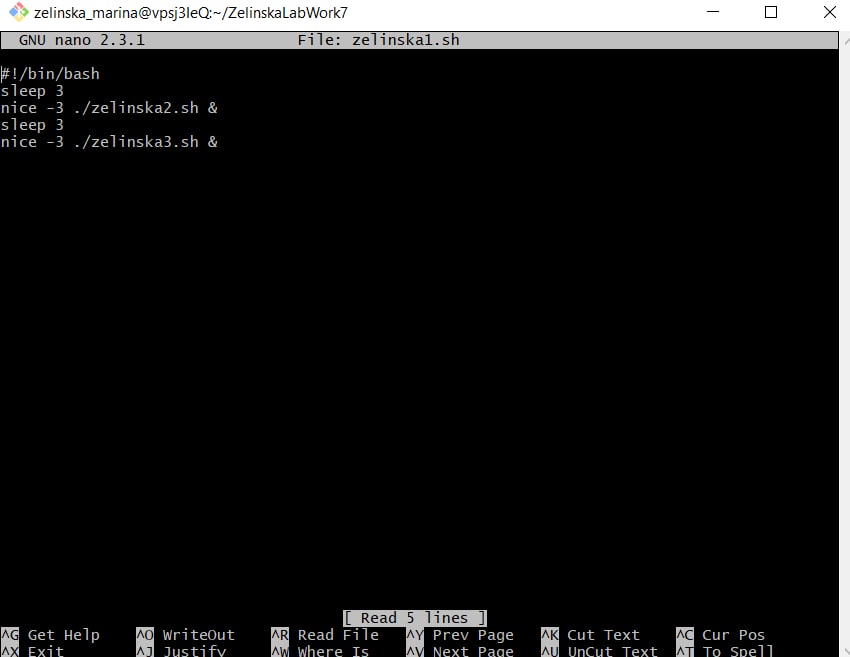 zelinska_marina@vpsj3IeQ:~/ZelinskaLabWork7
GNU nano 2.3.1 File: zelinska1.sh
#!/bin/bash
sleep 3
nice -3 ./zelinska2.sh &
sleep 3
nice -3 ./zelinska3.sh &
[ Read 5 lines ]
^G Get Help ^O WriteOut ^R Read File ^Y Prev Page ^K Cut Text ^C Cur Pos
^X Exit ^J Justify ^W Where Is ^V Next Page ^U UnCut Text ^T To Spell